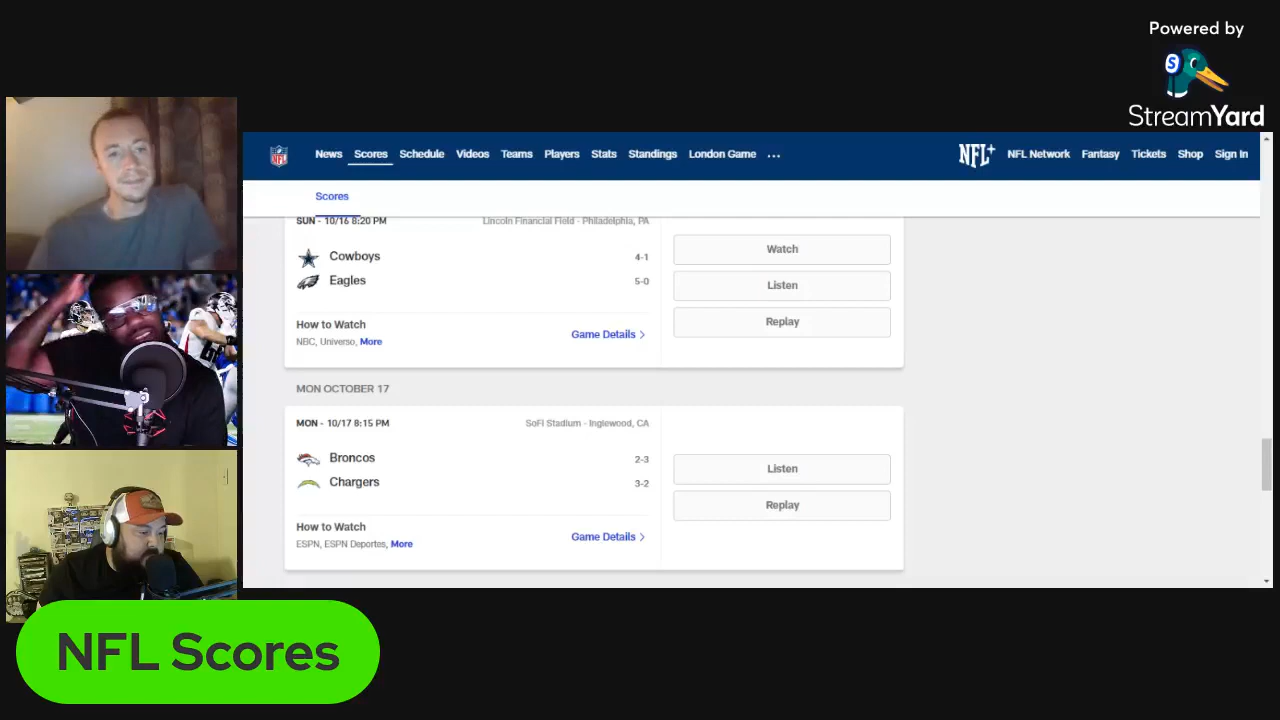 Powered by
StreamYard
News Scores Schedule Videos Teams Players Stats Standings London Game ... NFL+ NFL Network Fantasy Tickets Shop Sign In
Scores
SUN - 10/16 8:20 PM Lincoln Financial Field - Philadelphia, PA
Cowboys 4-1 Watch
Eagles 5-0 Listen
Replay
How to Watch Game Details >
NBC, Universo, More
MON OCTOBER 17
MON - 10/17 8:15 PM SoFi Stadium - Inglewood, CA
Broncos 2-3 Listen
Chargers 3-2 Replay
How to Watch Game Details >
ESPN, ESPN Deportes, More
NFL Scores